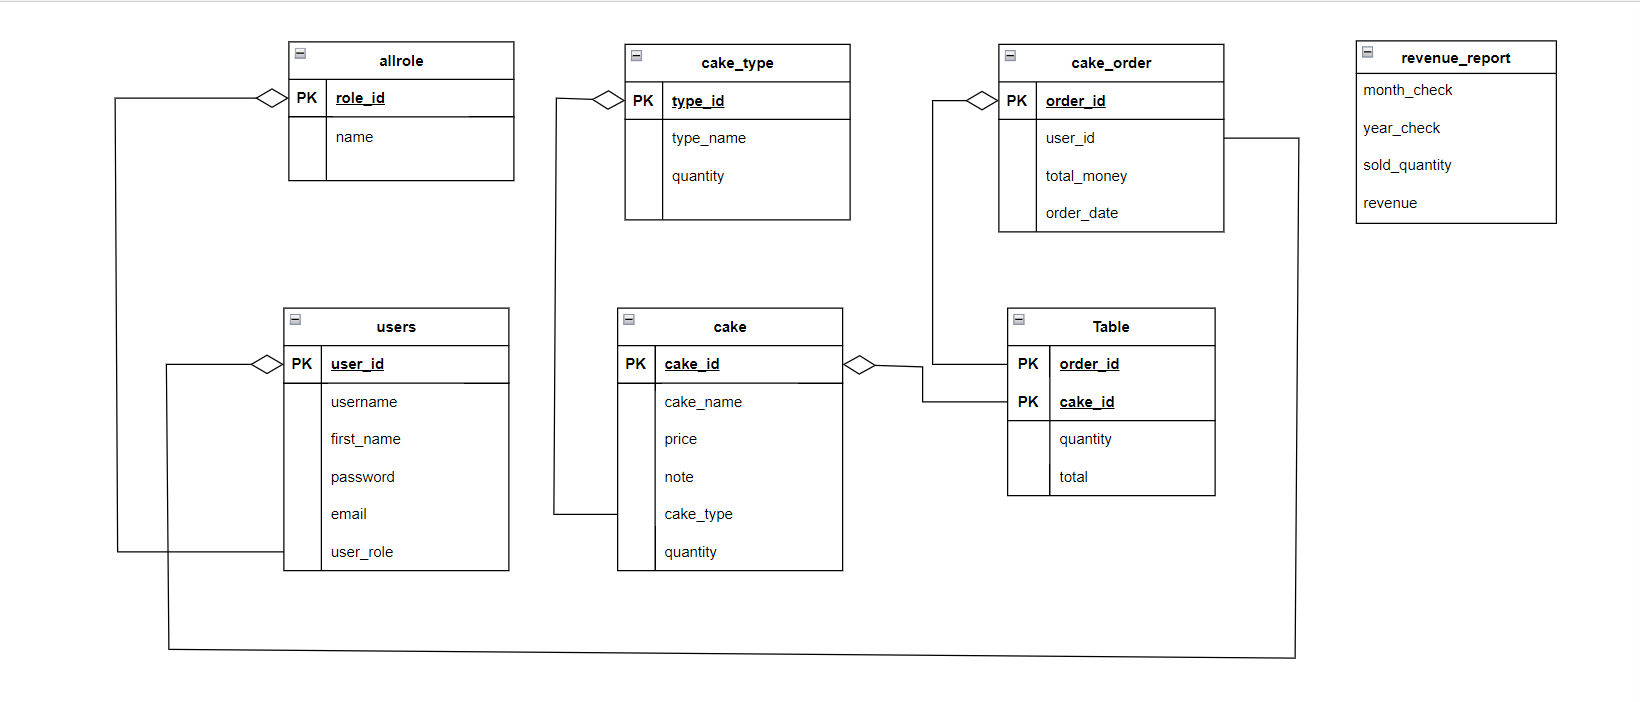 allrole
PK role_id
name
cake_type
PK type_id
type_name
quantity
cake_order
PK order_id
user_id
total_money
order_date
revenue_report
month_check
year_check
sold_quantity
revenue
users
PK user_id
username
first_name
password
email
user_role
cake
PK cake_id
cake_name
price
note
cake_type
quantity
Table
PK order_id
PK cake_id
quantity
total